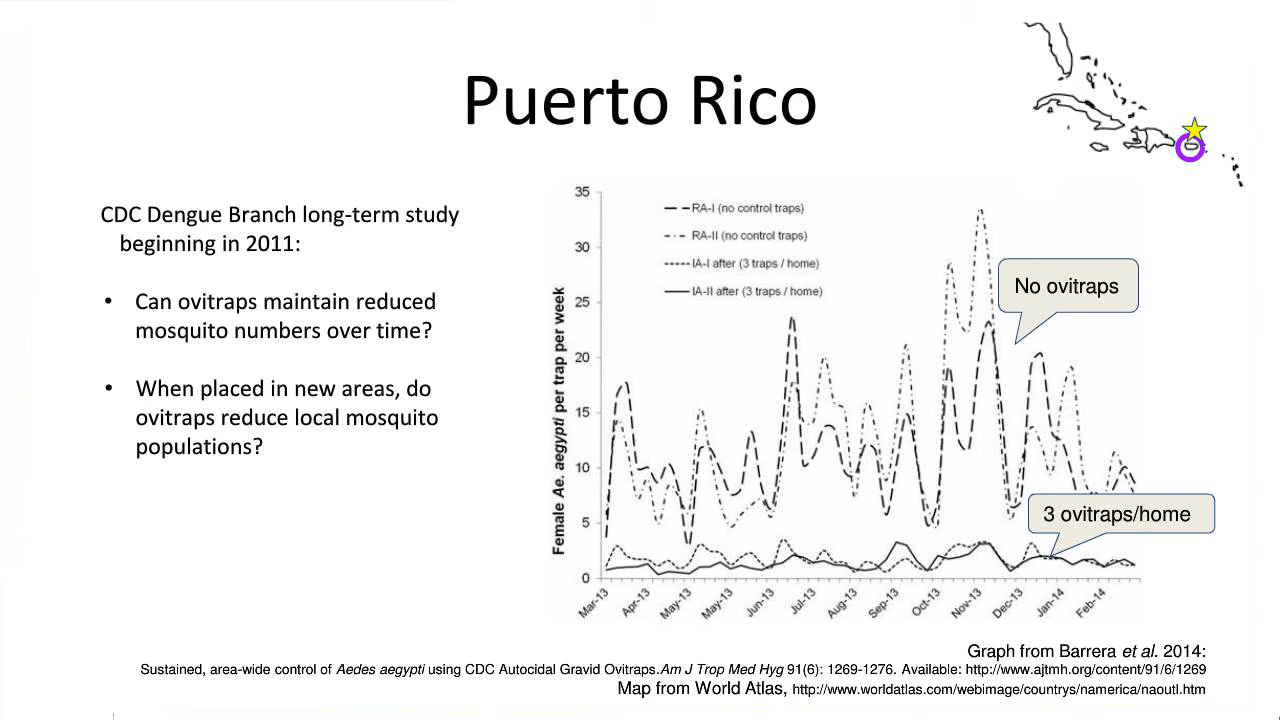 Puerto Rico
CDC Dengue Branch long-term study
beginning in 2011:
• Can ovitraps maintain reduced
mosquito numbers over time?
• When placed in new areas, do
ovitraps reduce local mosquito
populations?
35
30
25
20
15
10
5
0
Female Ae. aegypti per trap per week
RA-I (no control traps)
RA-II (no control traps)
IA-I after (3 traps / home)
IA-II after (3 traps / home)
No ovitraps
3 ovitraps/home
Mar-13
Apr-13
May-13
May-13
Jun-13
Jul-13
Aug-13
Sep-13
Oct-13
Nov-13
Dec-13
Jan-14
Feb-14
Graph from Barrera et al. 2014:
Sustained, area-wide control of Aedes aegypti using CDC Autocidal Gravid Ovitraps.Am J Trop Med Hyg 91(6): 1269-1276. Available: http://www.ajtmh.org/content/91/6/1269
Map from World Atlas, http://www.worldatlas.com/webimage/countrys/namerica/naoutl.htm